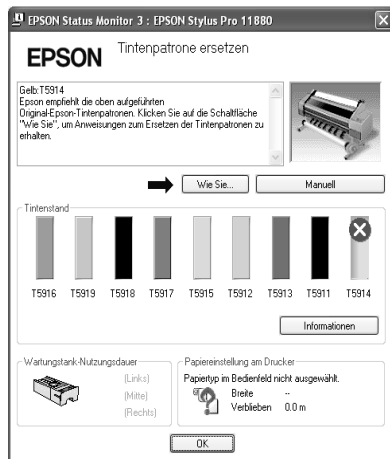 EPSON Status Monitor 3 : EPSON Stylus Pro 11880
EPSON
Tintenpatrone ersetzen
Gelb:T5914
Epson empfiehlt die oben aufgeführten
Original-Epson-Tintenpatronen. Klicken Sie auf die Schaltfläche
"Wie Sie", um Anweisungen zum Ersetzen der Tintenpatronen zu
erhalten.
Wie Sie...
Manuell
Tintenstand
T5916 T5919 T5918 T5917 T5915 T5912 T5913 T5911 T5914
Informationen
Wartungstank-Nutzungsdauer
(Links)
(Mitte)
(Rechts)
Papiereinstellung am Drucker
Papiertyp im Bedienfeld nicht ausgewählt.
Breite --
Verblieben 0.0 m
OK